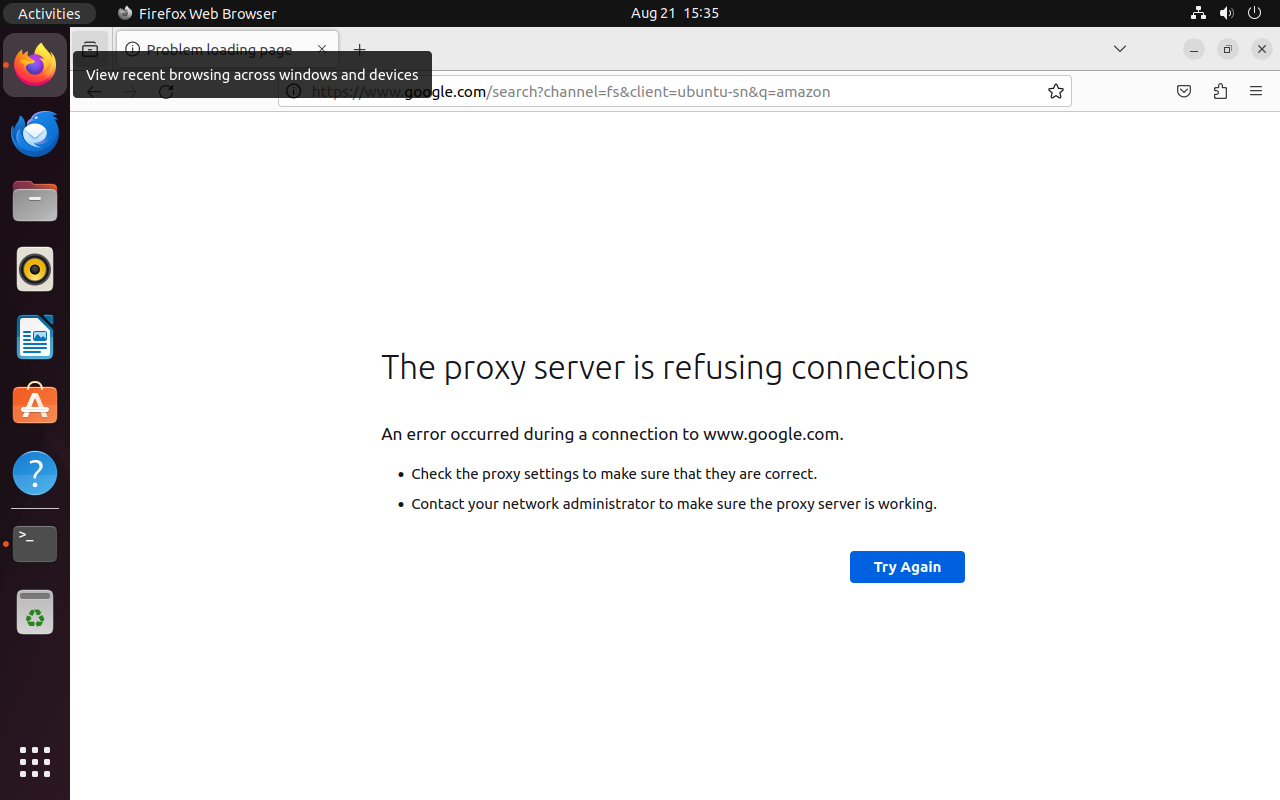 Activities
Firefox Web Browser
Aug 21 15:35
Problem loading page
View recent browsing across windows and devices
https://www.google.com/search?channel=fs&client=ubuntu-sn&q=amazon
The proxy server is refusing connections
An error occurred during a connection to www.google.com.
• Check the proxy settings to make sure that they are correct.
• Contact your network administrator to make sure the proxy server is working.
Try Again